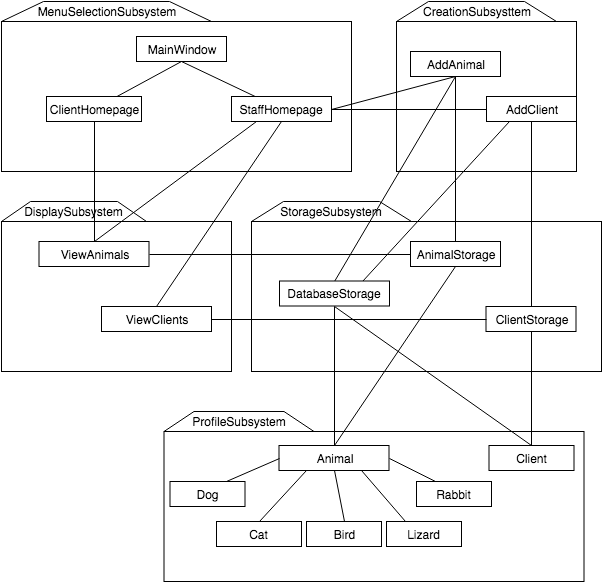 MenuSelectionSubsystem
CreationSubsysttem
MainWindow
AddAnimal
ClientHomepage
StaffHomepage
AddClient
DisplaySubsystem
StorageSubsystem
ViewAnimals
AnimalStorage
DatabaseStorage
ViewClients
ClientStorage
ProfileSubsystem
Animal
Client
Dog
Rabbit
Cat
Bird
Lizard